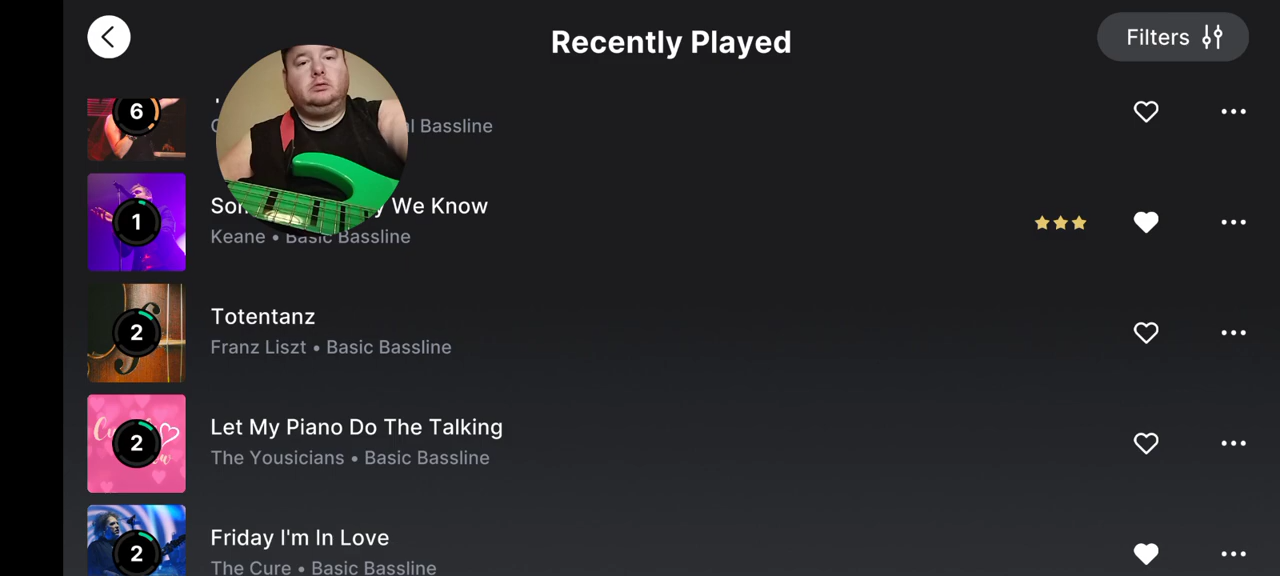 Recently Played
Filters
6
l Bassline
1
We Know
Keane • Basic Bassline
2
Totentanz
Franz Liszt • Basic Bassline
2
Let My Piano Do The Talking
The Yousicians • Basic Bassline
2
Friday I'm In Love
The Cure • Basic Bassline